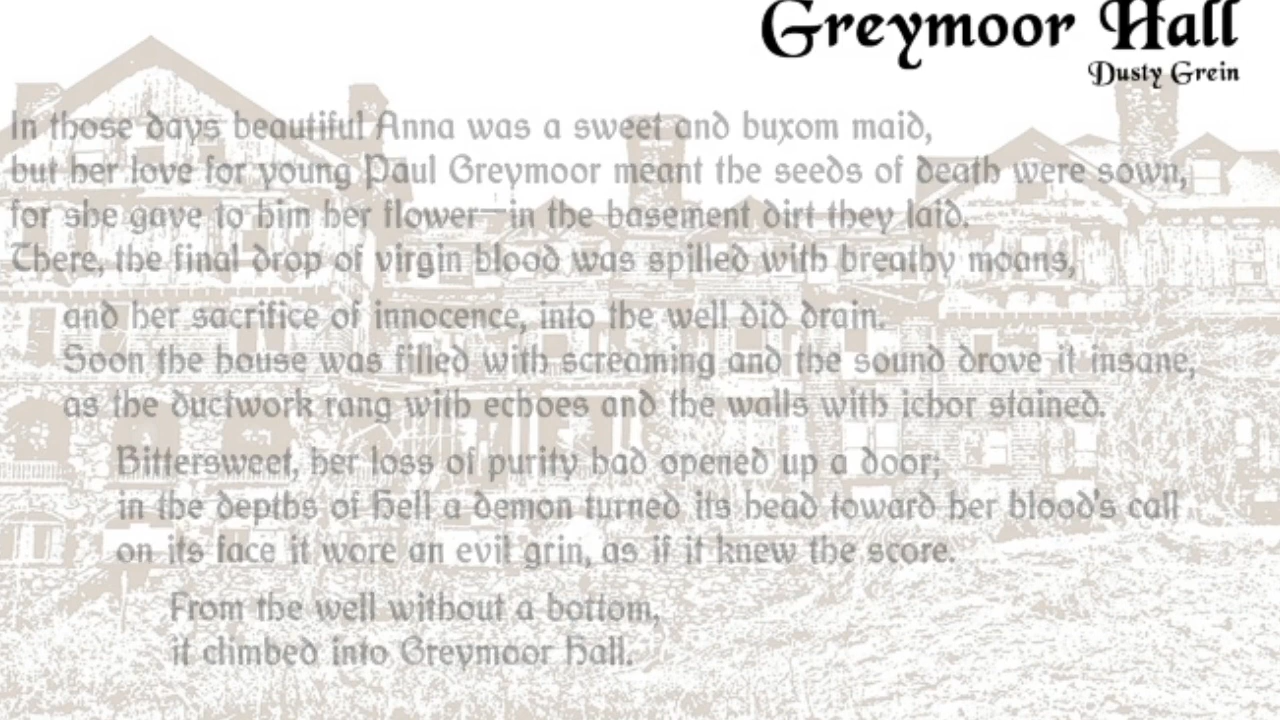 Greymoor Hall
Dusty Grein
In those days beautiful Anna was a sweet and buxom maid,
but her love for young Paul Greymoor meant the seeds of death were sown,
for she gave to him her flower—in the basement dirt they laid.
There, the final drop of virgin blood was spilled with breathy moans,
and her sacrifice of innocence, into the well did drain.
Soon the house was filled with screaming and the sound drove it insane,
as the ductwork rang with echoes and the walls with ichor stained.
Bittersweet, her loss of purity had opened up a door;
in the depths of Hell a demon turned its head toward her blood's call
on its face it wore an evil grin, as if it knew the score.
From the well without a bottom,
it climbed into Greymoor Hall.